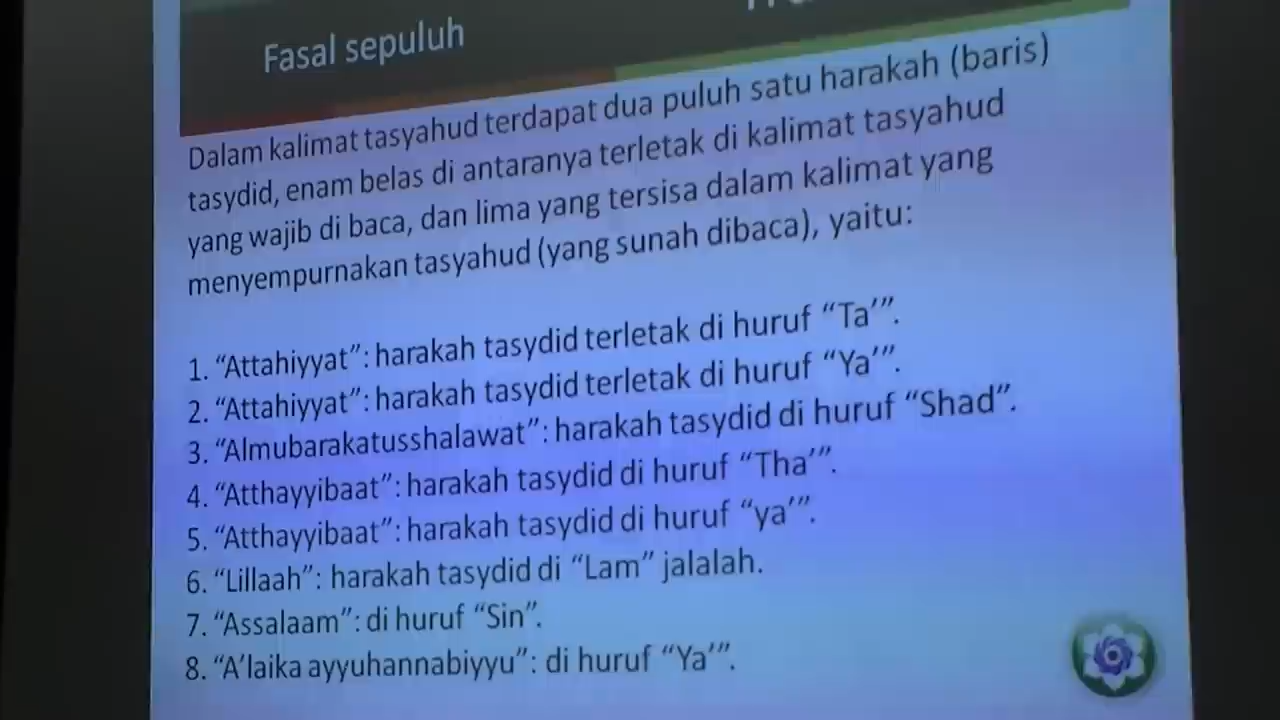 Fasal sepuluh
Dalam kalimat tasyahud terdapat dua puluh satu harakah (baris)
tasydid, enam belas di antaranya terletak di kalimat tasyahud
yang wajib di baca, dan lima yang tersisa dalam kalimat yang
menyempurnakan tasyahud (yang sunah dibaca), yaitu:
1. “Attahiyyat”: harakah tasydid terletak di huruf “Ta’”.
2. “Attahiyyat”: harakah tasydid terletak di huruf “Ya’”.
3. “Almubarakatusshalawat”: harakah tasydid di huruf “Shad”.
4. “Atthayyibaat”: harakah tasydid di huruf “Tha’”.
5. “Atthayyibaat”: harakah tasydid di huruf “ya’”.
6. “Lillaah”: harakah tasydid di “Lam” jalalah.
7. “Assalaam”: di huruf “Sin”.
8. “A’laika ayyuhannabiyyu”: di huruf “Ya’”.